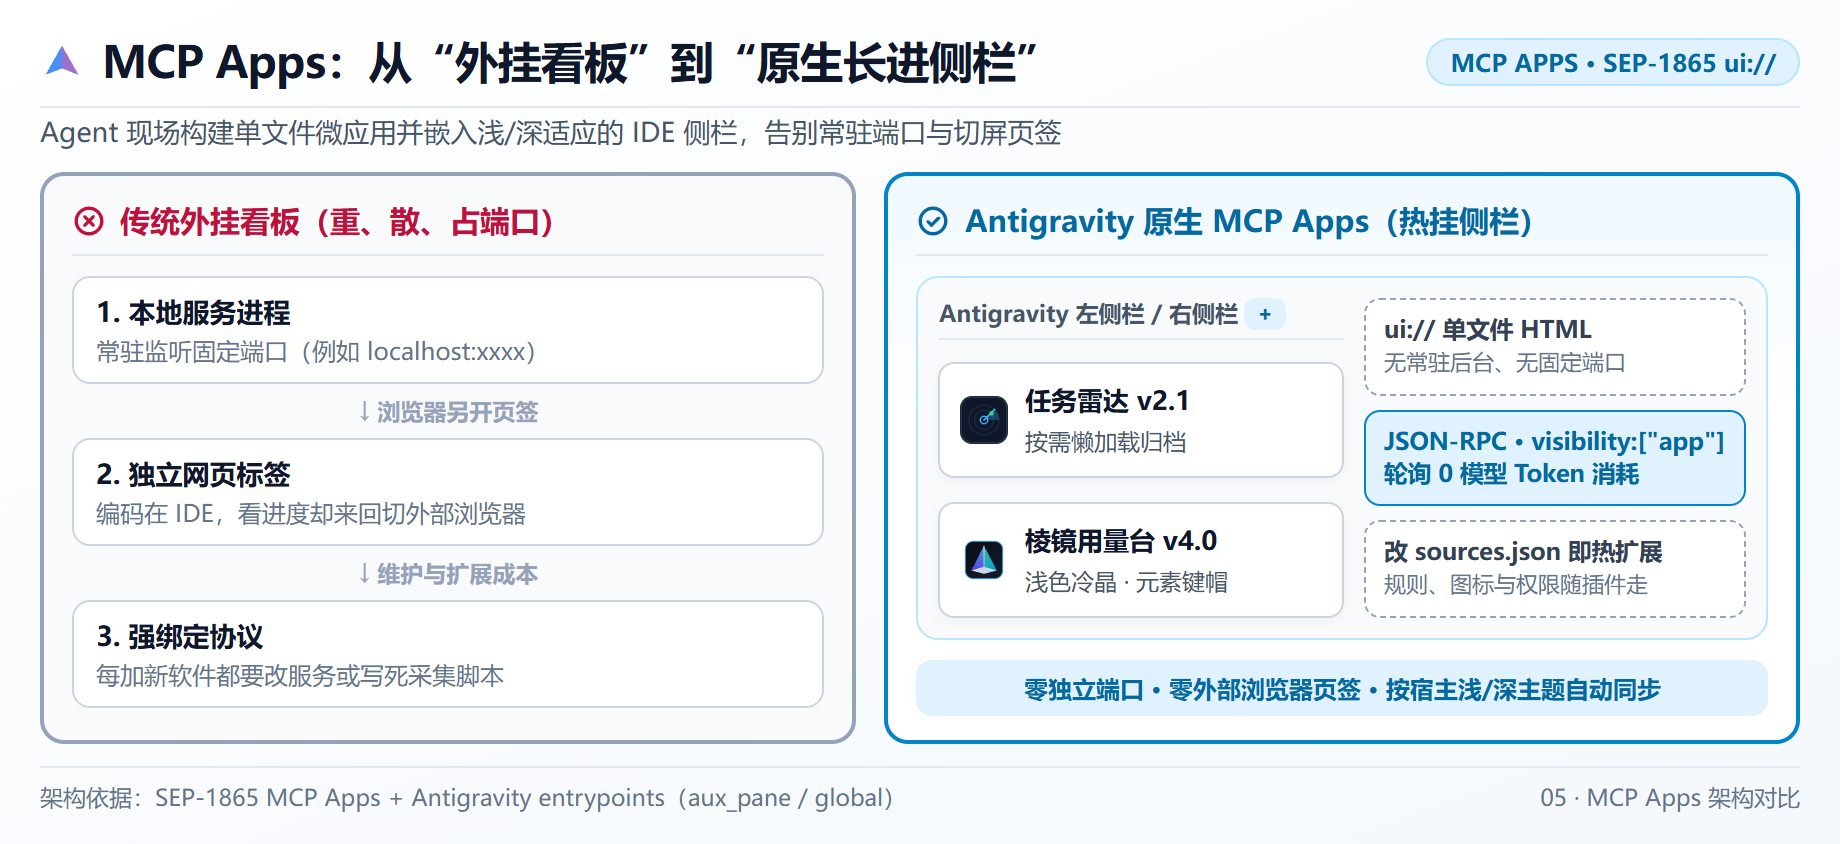 MCP Apps：从“外挂看板”到“原生长进侧栏”
MCP APPS • SEP-1865 ui://
Agent 现场构建单文件微应用并嵌入浅/深适应的 IDE 侧栏，告别常驻端口与切屏页签
传统外挂看板（重、散、占端口）
1. 本地服务进程
常驻监听固定端口（例如 localhost:xxxx）
↓ 浏览器另开页签
2. 独立网页标签
编码在 IDE，看进度却来回切外部浏览器
↓ 维护与扩展成本
3. 强绑定协议
每加新软件都要改服务或写死采集脚本
Antigravity 原生 MCP Apps（热挂侧栏）
Antigravity 左侧栏 / 右侧栏 +
任务雷达 v2.1
按需懒加载归档
棱镜用量台 v4.0
浅色冷晶 · 元素键帽
ui:// 单文件 HTML
无常驻后台、无固定端口
JSON-RPC • visibility:["app"]
轮询 0 模型 Token 消耗
改 sources.json 即热扩展
规则、图标与权限随插件走
零独立端口 • 零外部浏览器页签 • 按宿主浅/深主题自动同步
架构依据：SEP-1865 MCP Apps + Antigravity entrypoints（aux_pane / global）
05 · MCP Apps 架构对比